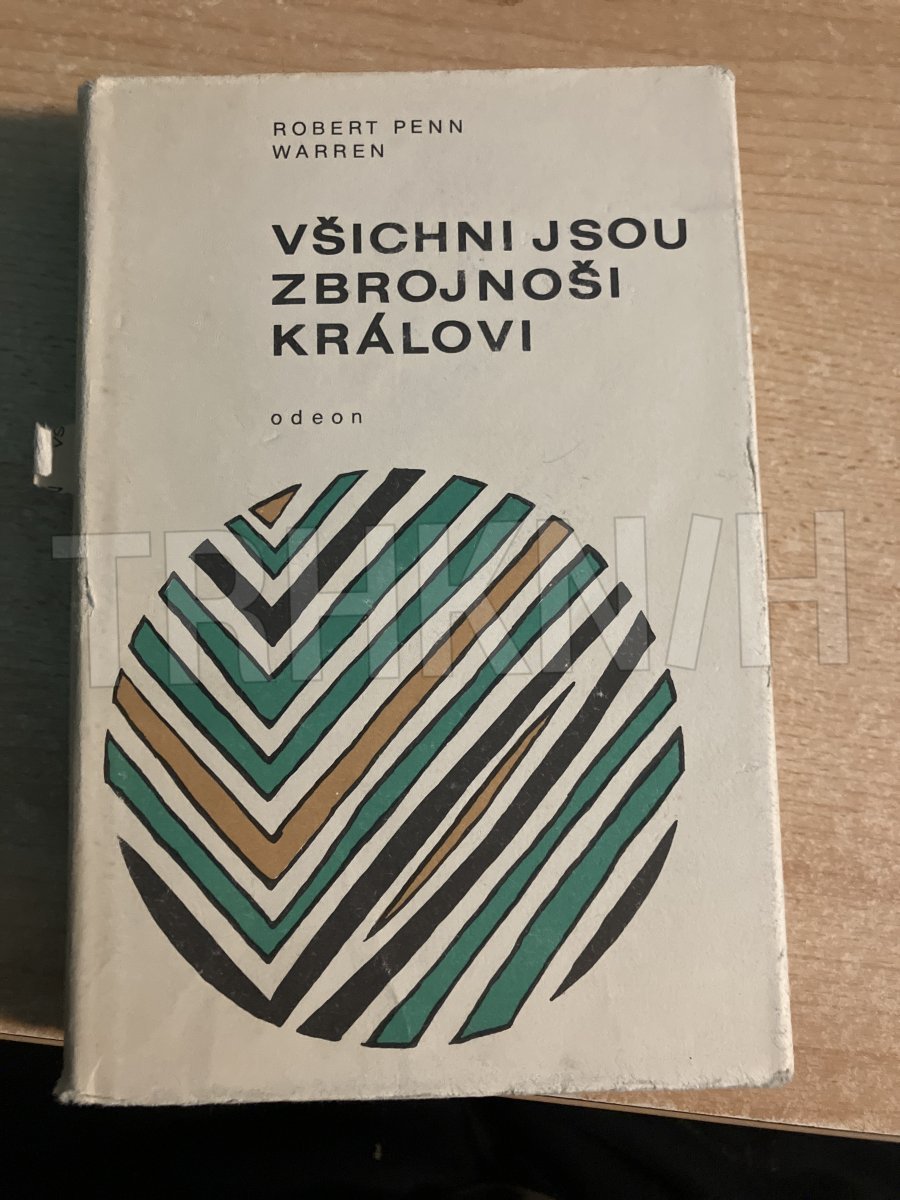 ROBERT PENN
WARREN
VŠICHNI JSOU
ZBROJNOŠI
KRÁLOVI
odeon
TRHKNIH